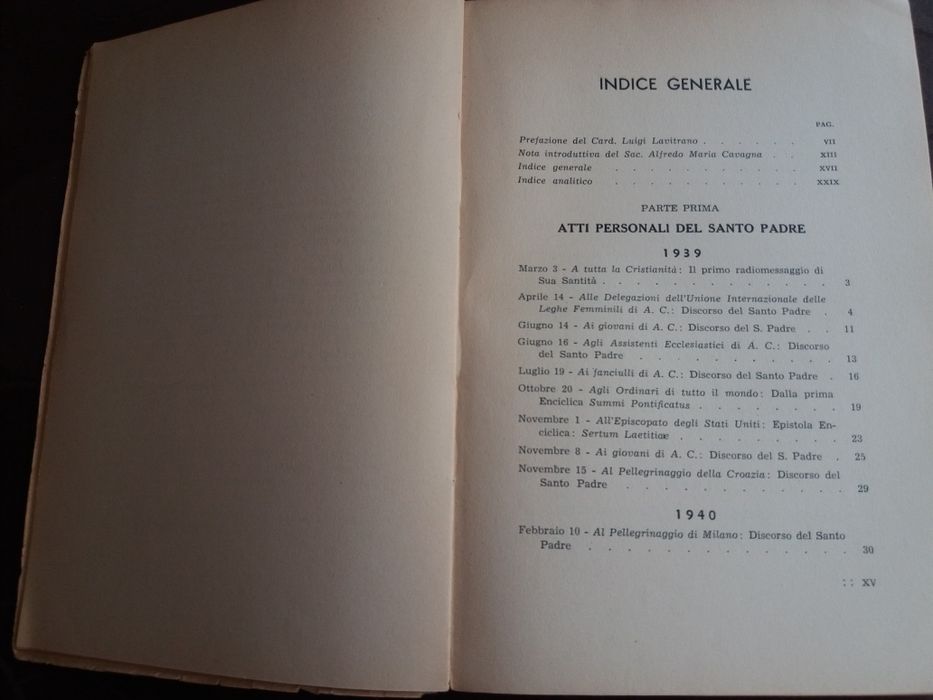 INDICE GENERALE
PAG.
Prefazione del Card. Luigi Lavitrano . . . . . . VII
Nota introduttiva del Sac. Alfredo Maria Cavagna . . XIII
Indice generale . . . . . . . . . . . XVII
Indice analitico . . . . . . . . . . . XXIX
PARTE PRIMA
ATTI PERSONALI DEL SANTO PADRE
1939
Marzo 3 - A tutta la Cristianità: Il primo radiomessaggio di
Sua Santità . . . . . . . . . . . . . 3
Aprile 14 - Alle Delegazioni dell'Unione Internazionale delle
Leghe Femminili di A. C.: Discorso del Santo Padre . 4
Giugno 14 - Ai giovani di A. C.: Discorso del S. Padre . . 11
Giugno 16 - Agli Assistenti Ecclesiastici di A. C.: Discorso
del Santo Padre . . . . . . . . . . . 13
Luglio 19 - Ai fanciulli di A. C.: Discorso del Santo Padre . 16
Ottobre 20 - Agli Ordinari di tutto il mondo: Dalla prima
Enciclica Summi Pontificatus . . . . . . . . 19
Novembre 1 - All'Episcopato degli Stati Uniti: Epistola En-
ciclica: Sertum Laetitiæ . . . . . . . . . 23
Novembre 8 - Ai giovani di A. C.: Discorso del S. Padre . 25
Novembre 15 - Al Pellegrinaggio della Croazia: Discorso del
Santo Padre . . . . . . . . . . . . 29
1940
Febbraio 10 - Al Pellegrinaggio di Milano: Discorso del Santo
Padre . . . . . . . . . . . . . 30
:: XV